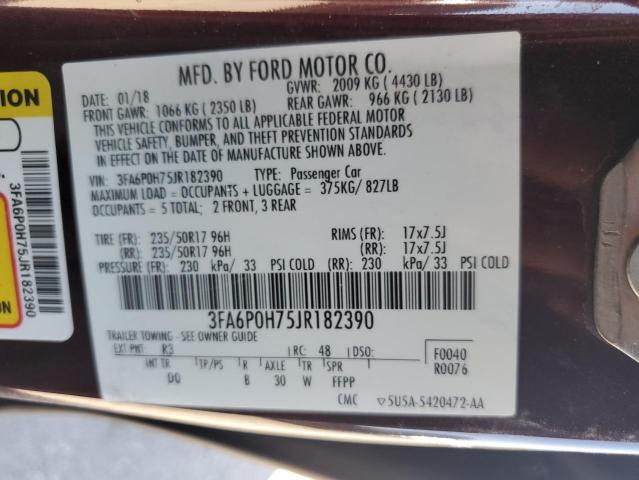 MFD. BY FORD MOTOR CO.
DATE: 01/18 GVWR: 2009 KG ( 4430 LB)
FRONT GAWR: 1066 KG ( 2350 LB) REAR GAWR: 966 KG ( 2130 LB)
THIS VEHICLE CONFORMS TO ALL APPLICABLE FEDERAL MOTOR
VEHICLE SAFETY, BUMPER, AND THEFT PREVENTION STANDARDS
IN EFFECT ON THE DATE OF MANUFACTURE SHOWN ABOVE.
VIN: 3FA6P0H75JR182390 TYPE: Passenger Car
MAXIMUM LOAD = OCCUPANTS + LUGGAGE = 375KG/ 827LB
OCCUPANTS = 5 TOTAL; 2 FRONT, 3 REAR
TIRE (FR): 235/50R17 96H RIMS (FR): 17x7.5J
(RR): 235/50R17 96H (RR): 17x7.5J
PRESSURE (FR): 230 kPa/ 33 PSI COLD (RR): 230 kPa/ 33 PSI COLD
3FA6P0H75JR182390
TRAILER TOWING - SEE OWNER GUIDE
EXT PNT: R3 RC: 48 DSO: F0040
R0076
INT TR TP/PS R AXLE TR SPR
DO B 30 W FFPP
CMC ▽5U5A-5420472-AA
TION
3FA6P0H75JR182390